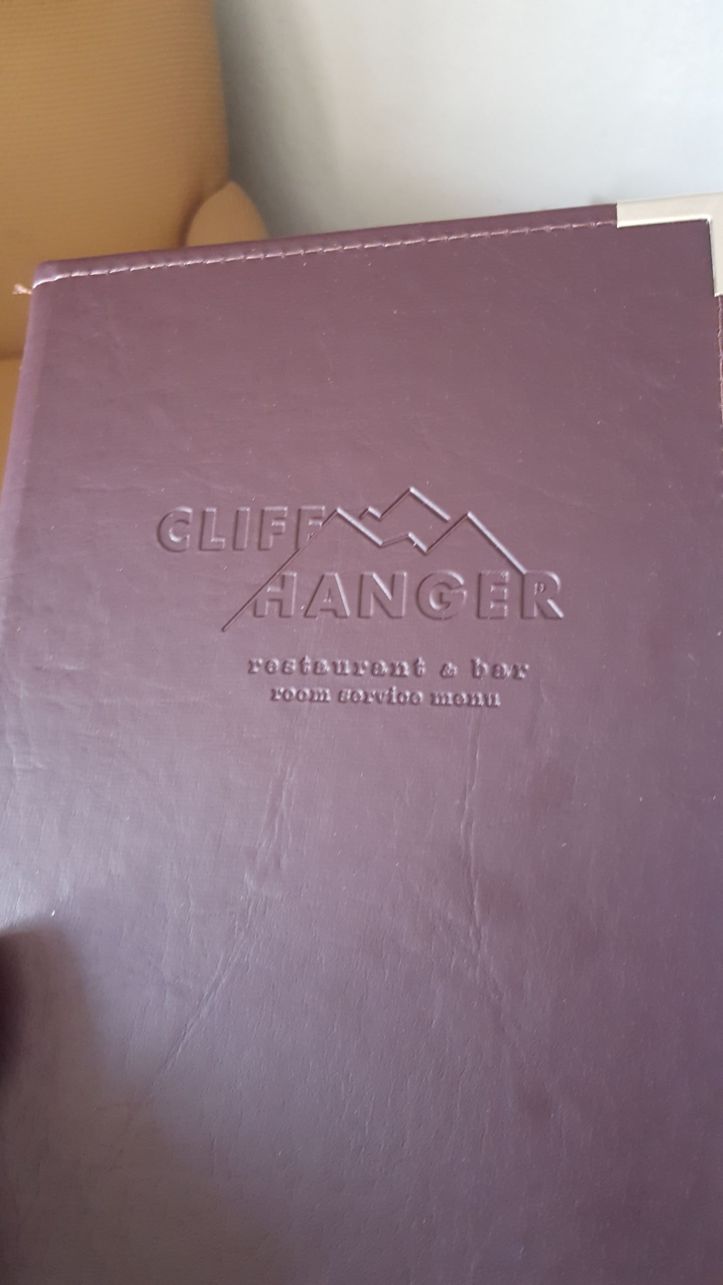 CLIFF
HANGER
restaurant & bar
room service menu